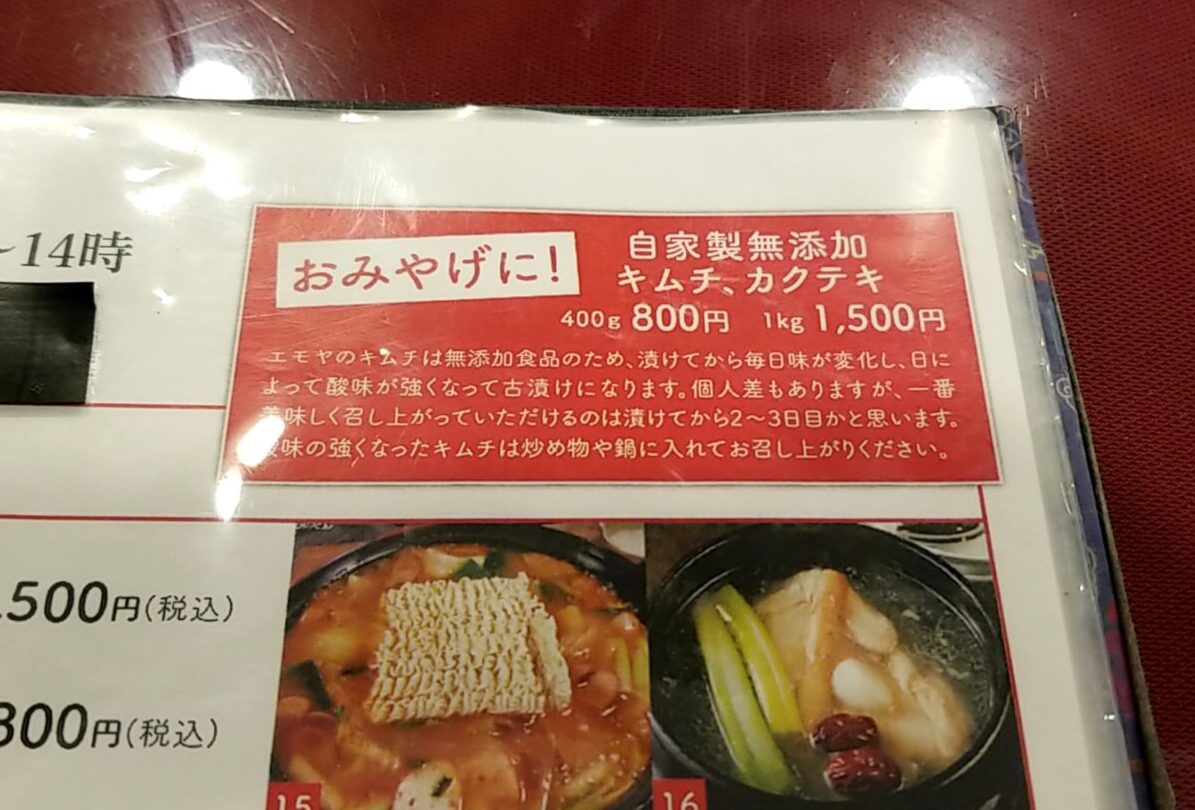 ~14時
おみやげに!
自家製無添加
キムチ、カクテキ
400g 800円 1kg 1,500円
エモヤのキムチは無添加食品のため、漬けてから毎日味が変化し、日に
よって酸味が強くなって古漬けになります。個人差もありますが、一番
美味しく召し上がっていただけるのは漬けてから2〜3日目かと思います。
酸味の強くなったキムチは炒め物や鍋に入れてお召し上がりください。
.500円(税込)
800円(税込)
15
16